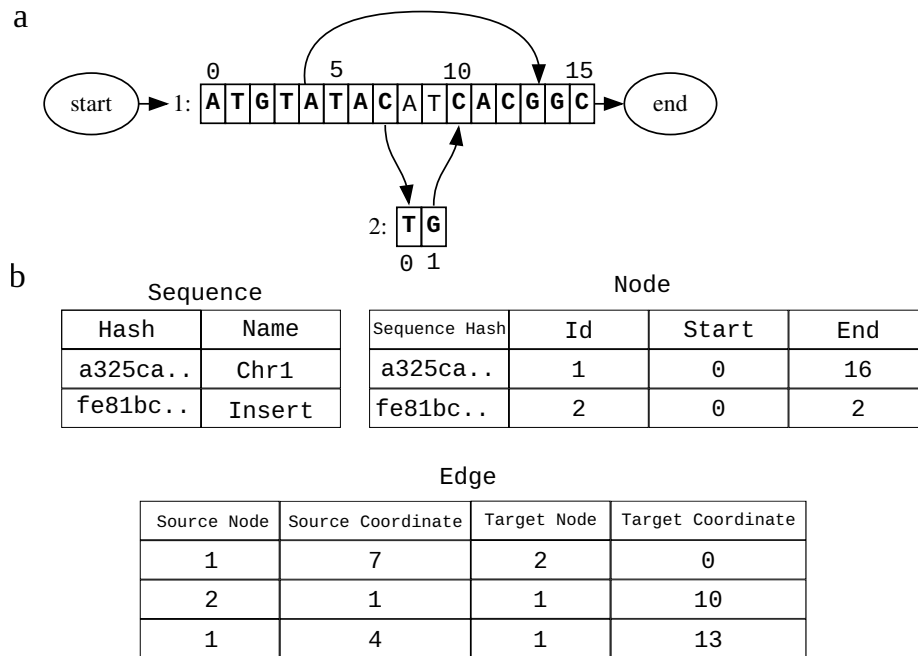 a
0 5 10 15
start 1: A T G T A T A C A T C A C G G C end
2: T G
0 1
b
Sequence
Hash Name
a325ca.. Chr1
fe81bc.. Insert
Node
Sequence Hash Id Start End
a325ca.. 1 0 16
fe81bc.. 2 0 2
Edge
Source Node Source Coordinate Target Node Target Coordinate
1 7 2 0
2 1 1 10
1 4 1 13